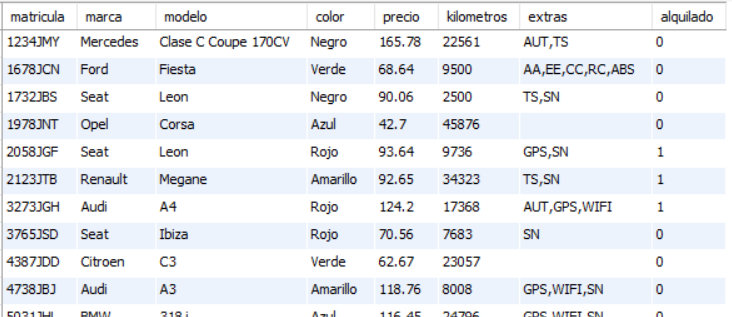 matricula marca modelo color precio kilometros extras alquilado
1234JMY Mercedes Clase C Coupe 170CV Negro 165.78 22561 AUT,TS 0
1678JCN Ford Fiesta Verde 68.64 9500 AA,EE,CC,RC,ABS 0
1732JBS Seat Leon Negro 90.06 2500 TS,SN 0
1978JNT Opel Corsa Azul 42.7 45876 0
2058JGF Seat Leon Rojo 93.64 9736 GPS,SN 1
2123JTB Renault Megane Amarillo 92.65 34323 TS,SN 1
3273JGH Audi A4 Rojo 124.2 17368 AUT,GPS,WIFI 1
3765JSD Seat Ibiza Rojo 70.56 7683 SN 0
4387JDD Citroen C3 Verde 62.67 23057 0
4738JBJ Audi A3 Amarillo 118.76 8008 GPS,WIFI,SN 0
BMW 318 i Azul 116.45 24796 GPS,WIFI,SN 0